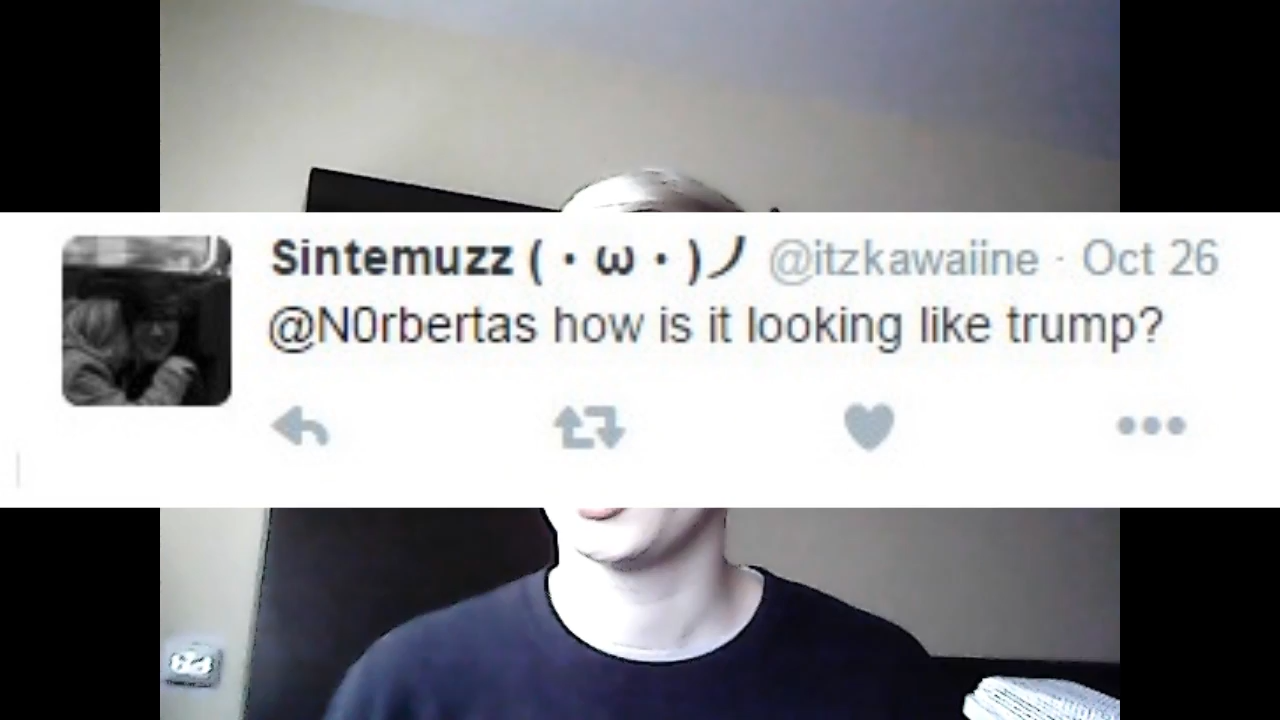 Sintemuzz (・ω・)ノ @itzkawaiine · Oct 26
@N0rbertas how is it looking like trump?